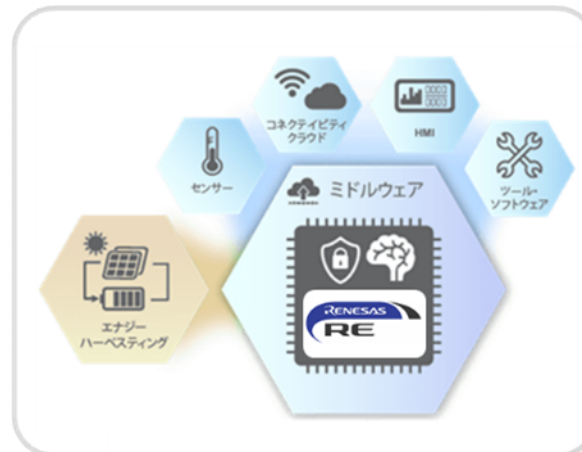 コネクテイビティ
クラウド
HMI
センサー
ミドルウェア
ツール・
ソフトウェア
RENESAS
RE
エナジー
ハーベスティング